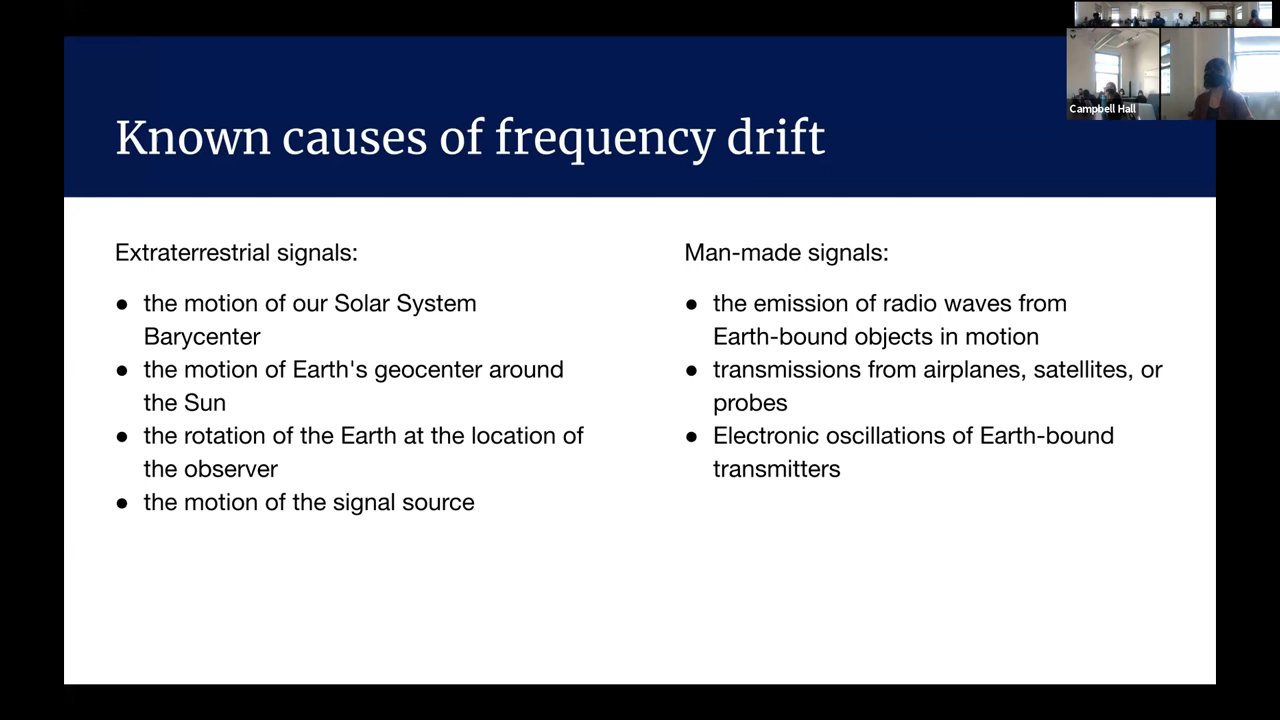 Campbell Hall
Known causes of frequency drift
Extraterrestrial signals:
● the motion of our Solar System
Barycenter
● the motion of Earth's geocenter around
the Sun
● the rotation of the Earth at the location of
the observer
● the motion of the signal source
Man-made signals:
● the emission of radio waves from
Earth-bound objects in motion
● transmissions from airplanes, satellites, or
probes
● Electronic oscillations of Earth-bound
transmitters